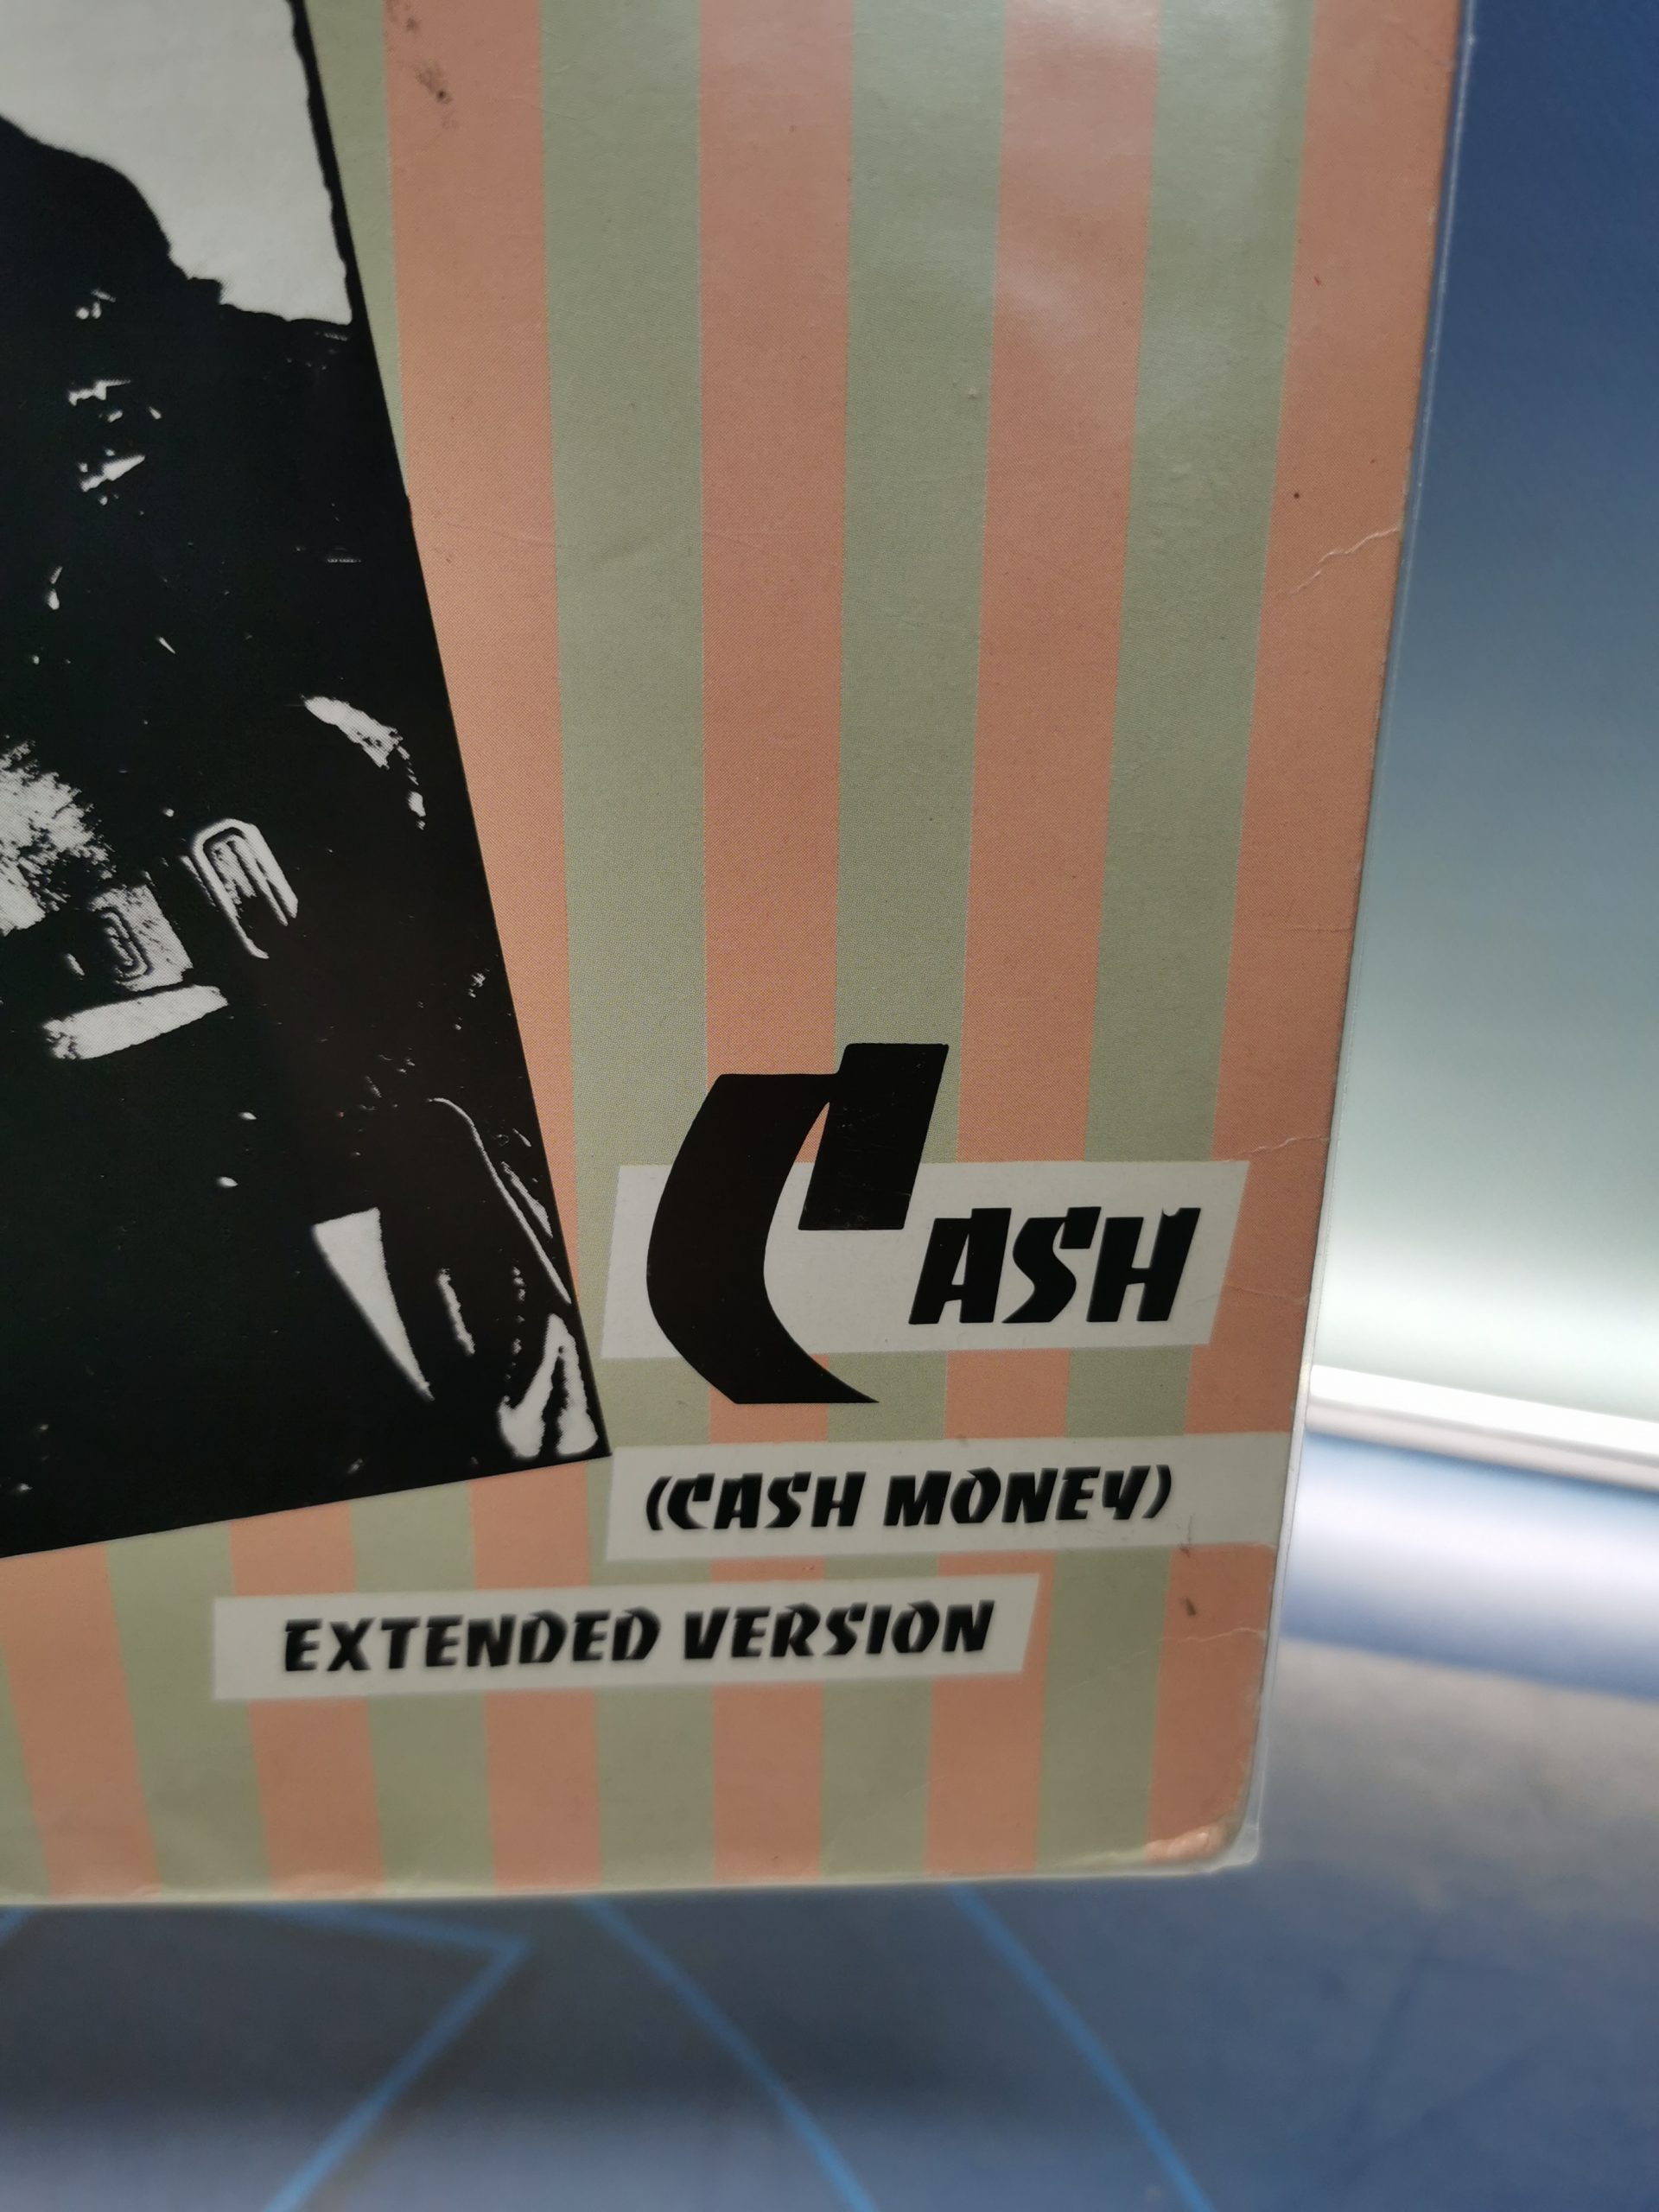 CASH
(CASH MONEY)
EXTENDED VERSION